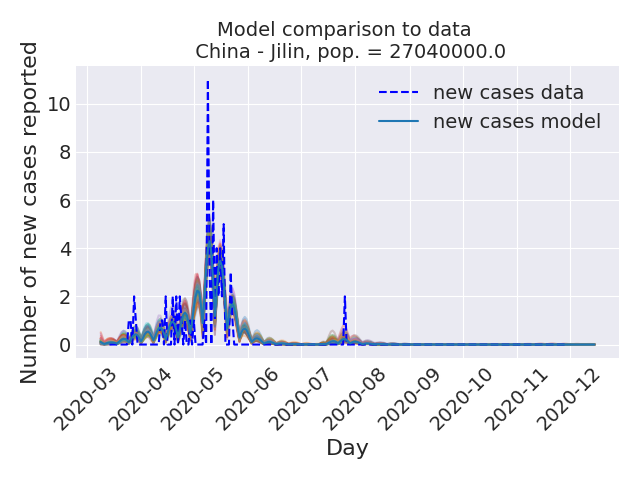 Model comparison to data
China - Jilin, pop. = 27040000.0
Number of new cases reported
10
8
6
4
2
0
new cases data
new cases model
2020-03
2020-04
2020-05
2020-06
2020-07
2020-08
2020-09
2020-10
2020-11
2020-12
Day